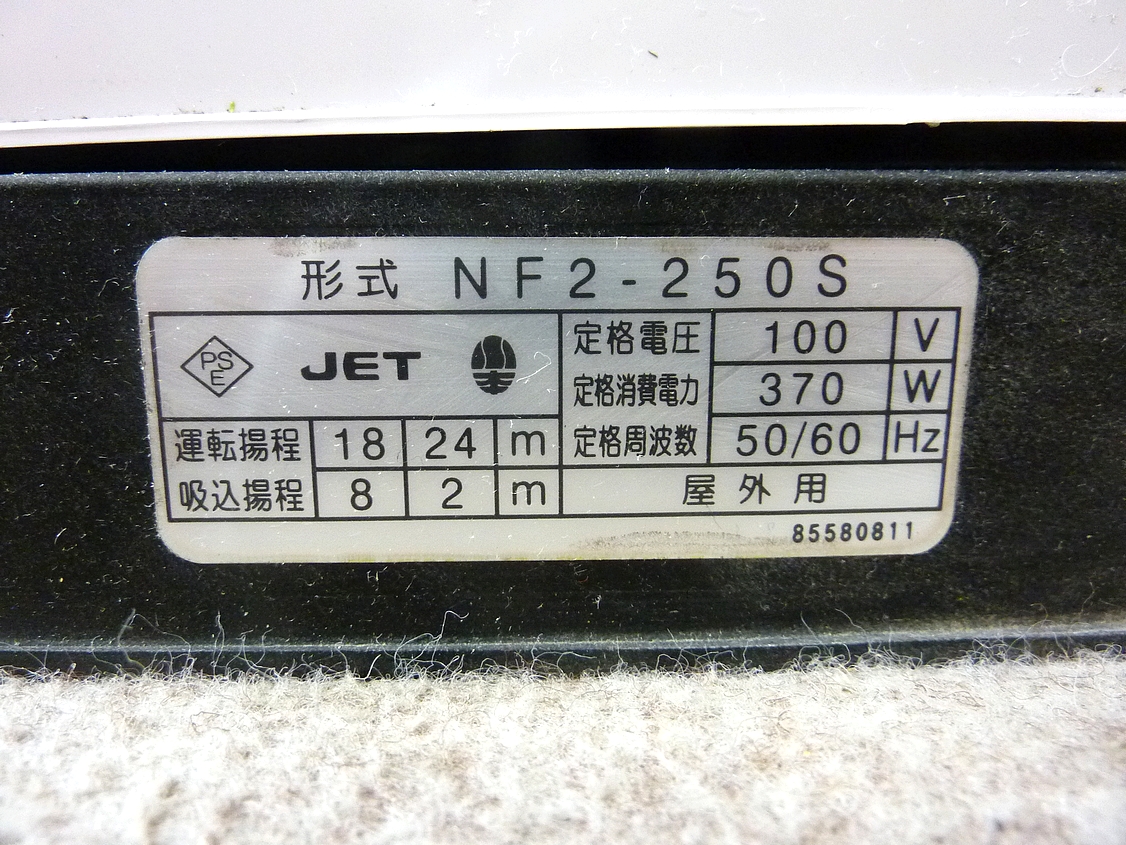 形式 NF2-250S
PSE JET
定格電圧 100 V
定格消費電力 370 W
定格周波数 50/60 Hz
運転揚程 18 24 m
吸込揚程 8 2 m
屋外用
85580811